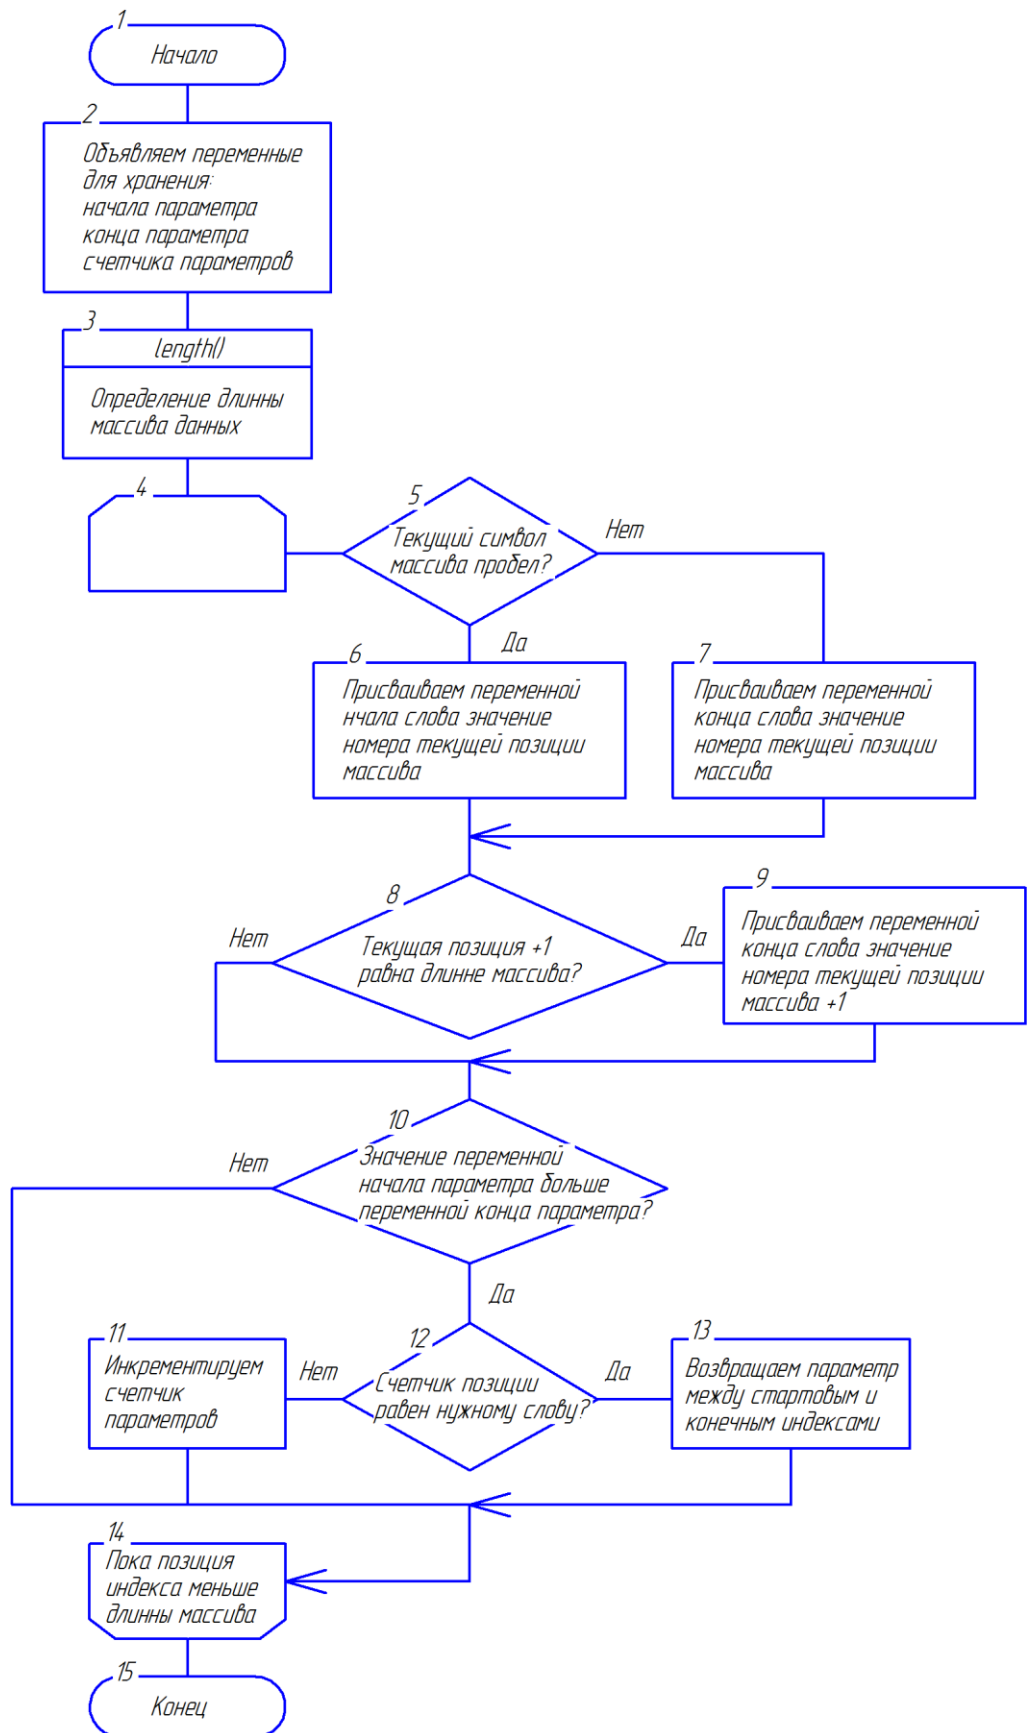 1
Начало
2
Объявляем переменные
для хранения:
начала параметра
конца параметра
счетчика параметров
3
length()
Определение длинны
массива данных
4
5
Текущий символ
массива пробел?
Нет
Да
6
Присваиваем переменной
нчала слова значение
номера текущей позиции
массива
7
Присваиваем переменной
конца слова значение
номера текущей позиции
массива
8
Текущая позиция +1
равна длинне массива?
Нет
Да
9
Присваиваем переменной
конца слова значение
номера текущей позиции
массива +1
10
Значение переменной
начала параметра больше
переменной конца параметра?
Нет
Да
11
Инкрементируем
счетчик
параметров
Нет
12
Счетчик позиции
равен нужному слову?
Да
13
Возвращаем параметр
между стартовым и
конечным индексами
14
Пока позиция
индекса меньше
длинны массива
15
Конец